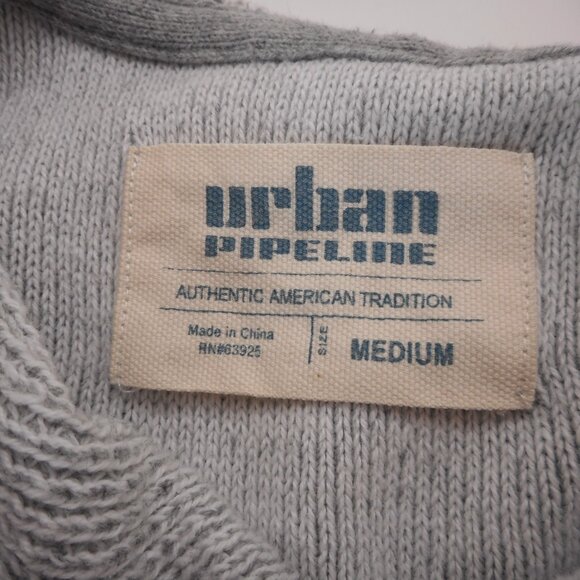 urban
PIPELINE
AUTHENTIC AMERICAN TRADITION
Made in China
RN#63925
SIZE
MEDIUM